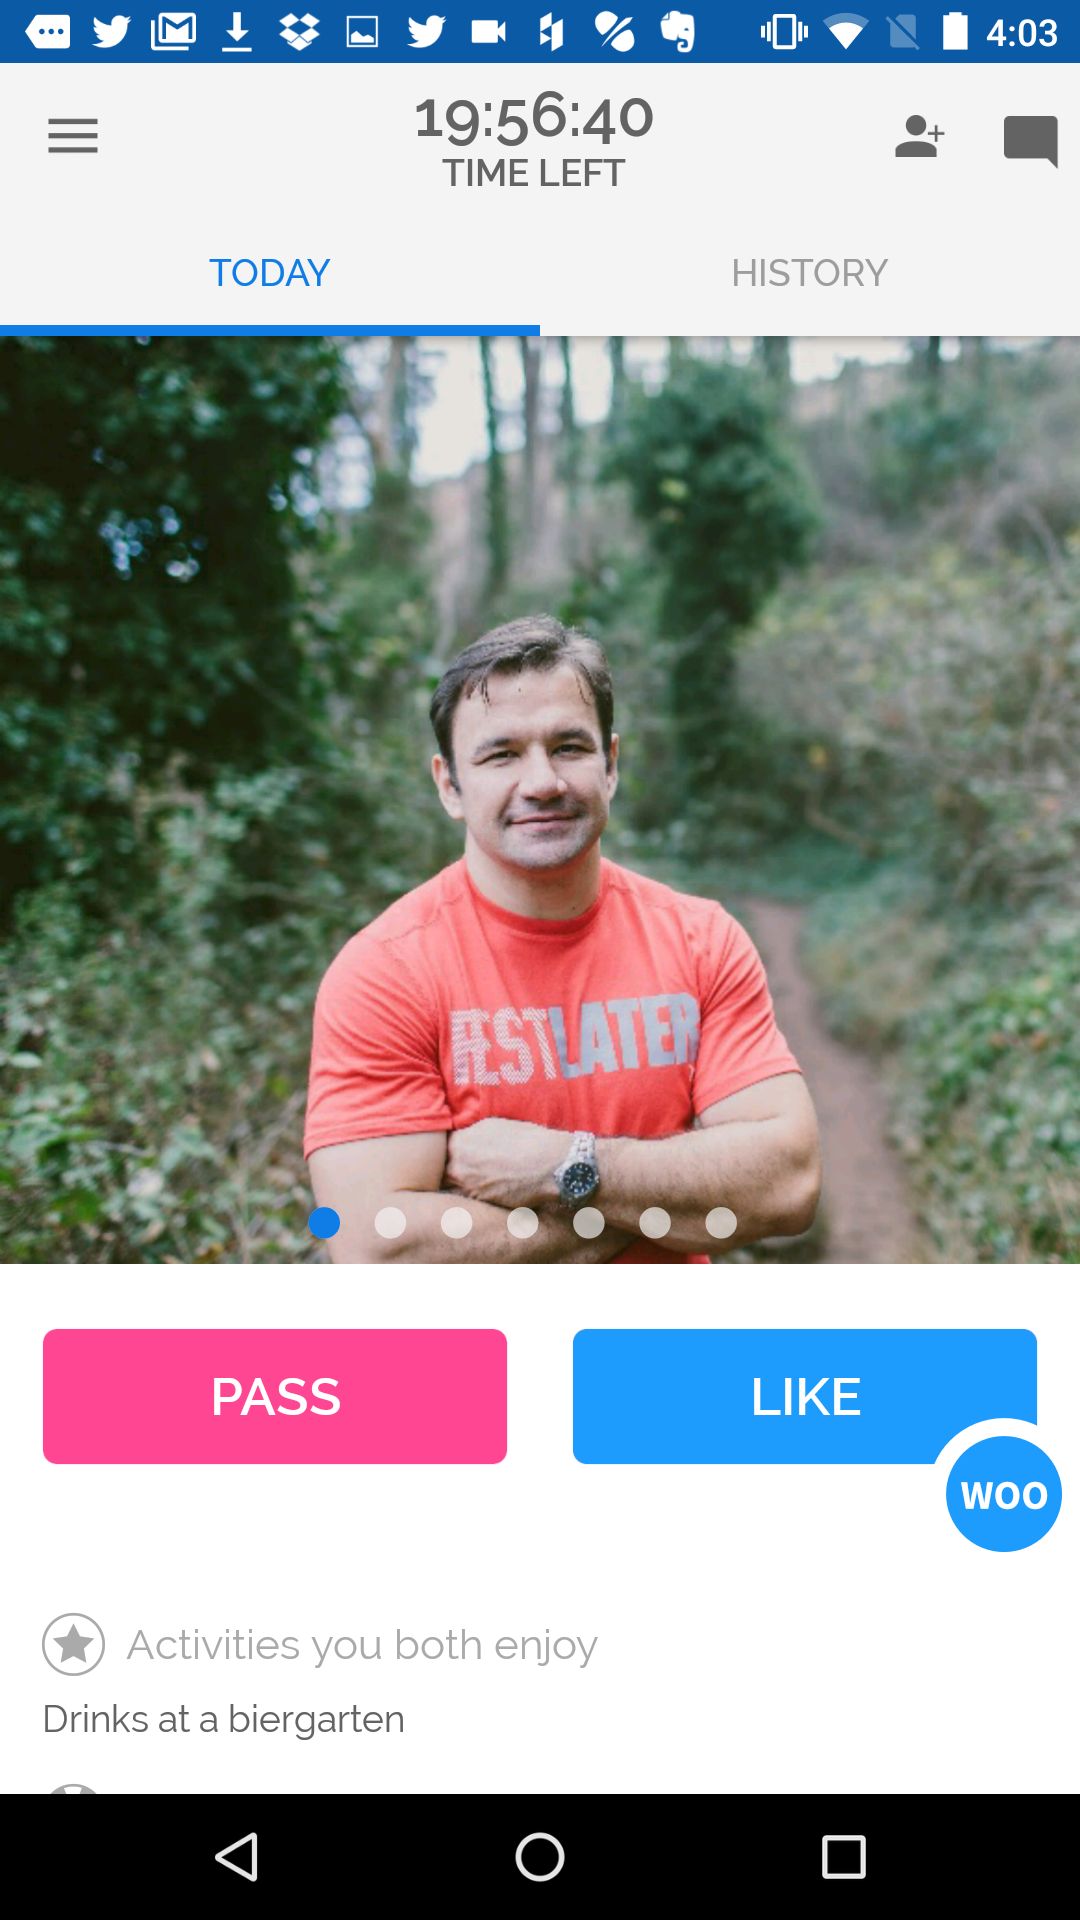 4:03
19:56:40
TIME LEFT
TODAY
HISTORY
RESTLATER
PASS
LIKE
WOO
Activities you both enjoy
Drinks at a biergarten